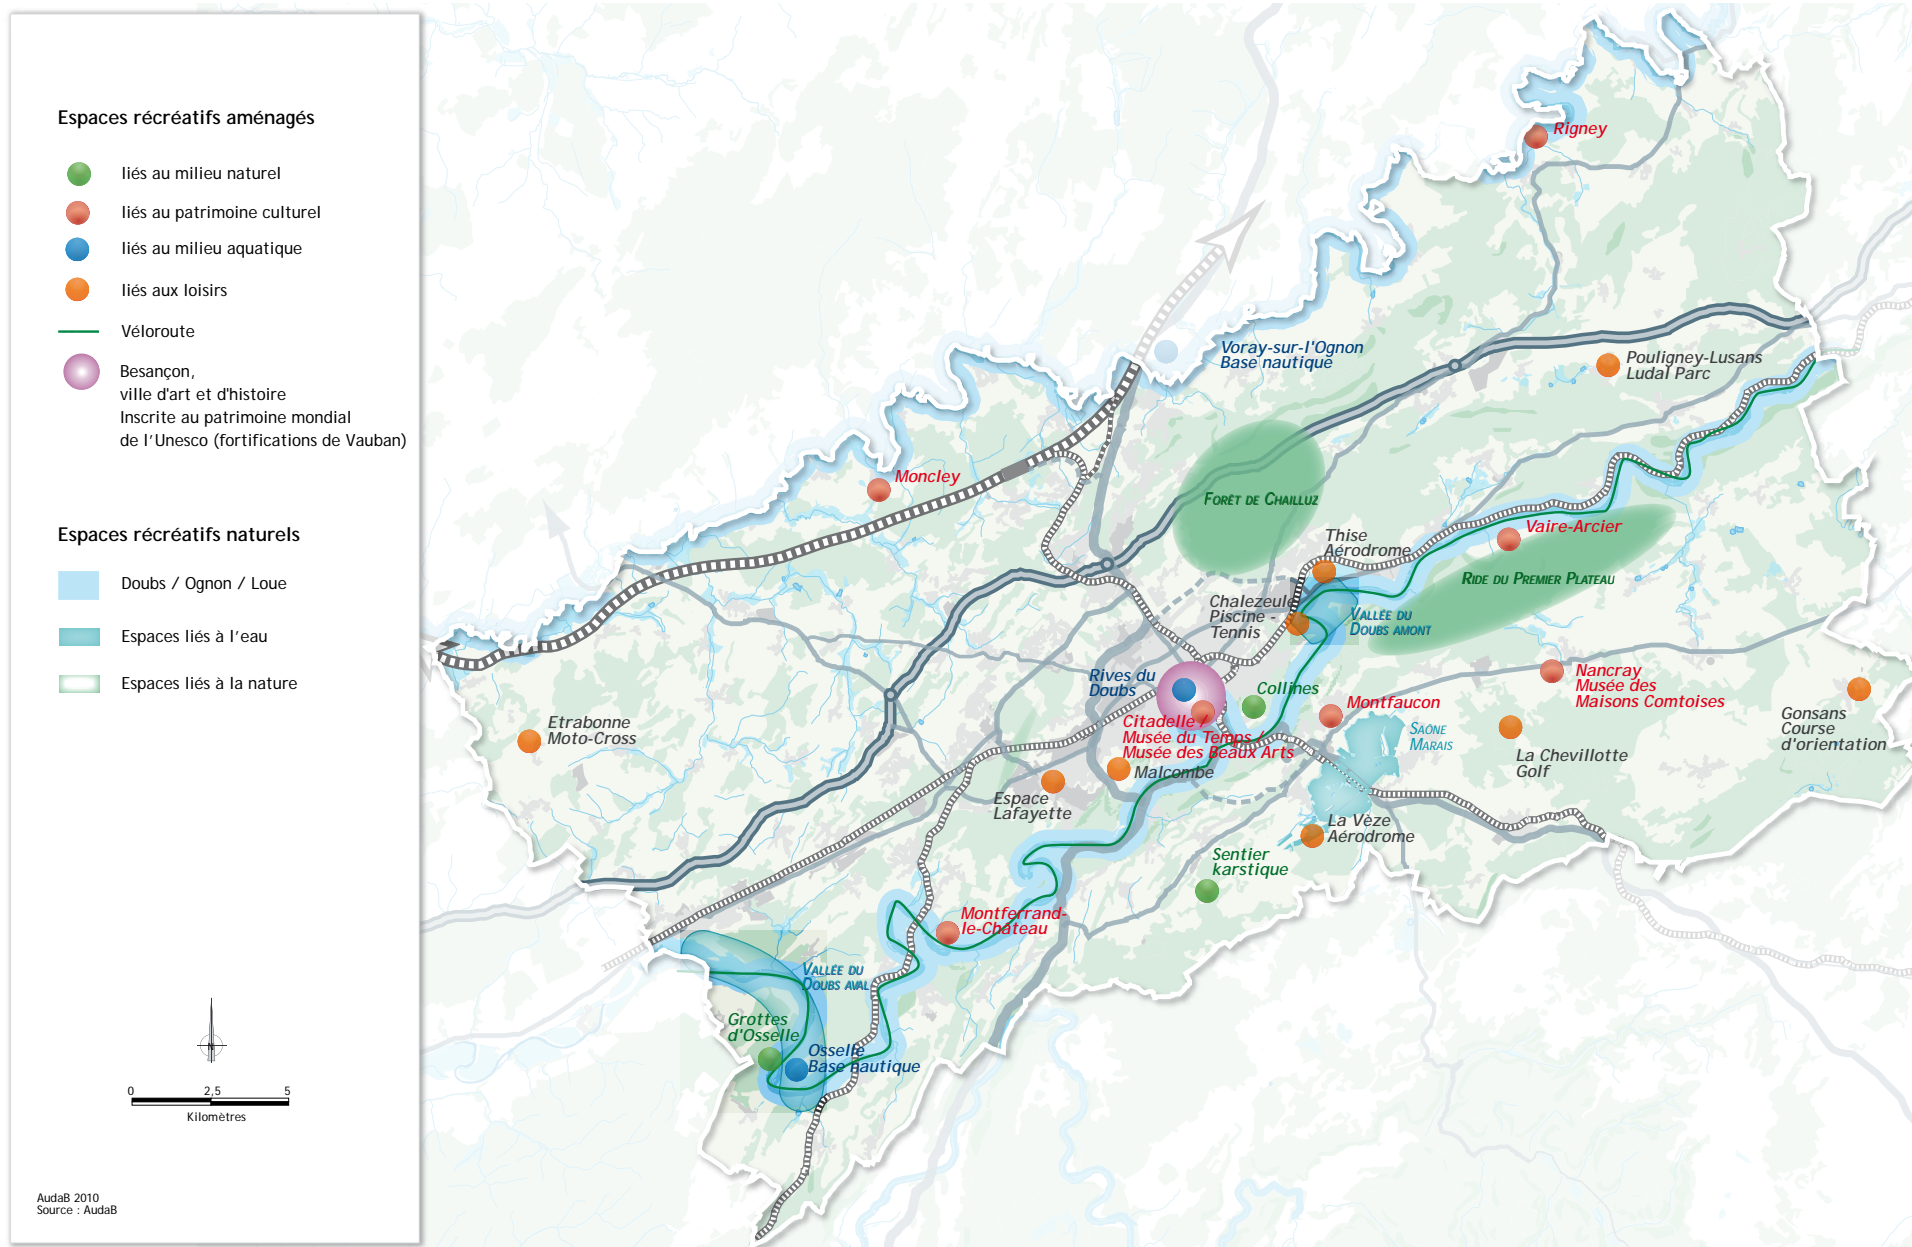 Espaces récréatifs aménagés
liés au milieu naturel
liés au patrimoine culturel
liés au milieu aquatique
liés aux loisirs
Véloroute
Besançon,
ville d'art et d'histoire
Inscrite au patrimoine mondial
de l'Unesco (fortifications de Vauban)
Espaces récréatifs naturels
Doubs / Ognon / Loue
Espaces liés à l'eau
Espaces liés à la nature
N
0 2,5 5
Kilomètres
AudaB 2010
Source : AudaB
Rigney
Voray-sur-l'Ognon
Base nautique
Pouligney-Lusans
Ludal Parc
Moncley
FORÊT DE CHAILLUZ
Vaire-Arcier
Thise
Aérodrome
RIDE DU PREMIER PLATEAU
Chalezeule
Piscine -
Tennis
VALLÉE DU
DOUBS AMONT
Rives du
Doubs
Collines
Nancray
Musée des
Maisons Comtoises
Montfaucon
Citadelle /
Musée du Temps /
Musée des Beaux Arts
SAÔNE
MARAIS
Gonsans
Course
d'orientation
Etrabonne
Moto-Cross
La Chevillotte
Golf
Malcombe
Espace
Lafayette
La Vèze
Aérodrome
Sentier
karstique
Montferrand-
le-Château
VALLÉE DU
DOUBS AVAL
Grottes
d'Osselle
Osselle
Base nautique